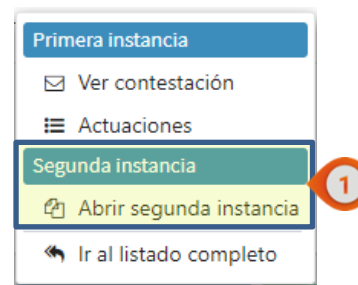 Primera instancia
Ver contestación
Actuaciones
Segunda instancia
1
Abrir segunda instancia
Ir al listado completo